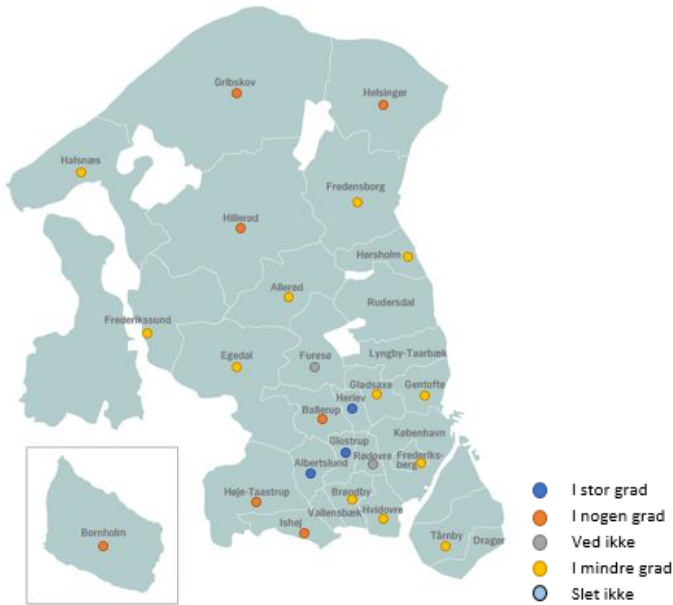 Gribskov
Helsingør
Halsnæs
Fredensborg
Hillerød
Hørsholm
Allerød
Rudersdal
Frederikssund
Egedal
Furesø
Lyngby-Taarbæk
Gladsaxe
Gentofte
Herlev
Ballerup
København
Glostrup
Rødovre
Frederiks-
berg
Albertslund
Høje-Taastrup
Brøndby
Vallensbæk
Hvidovre
Ishøj
Bornholm
Tårnby
Dragør
I stor grad
I nogen grad
Ved ikke
I mindre grad
Slet ikke